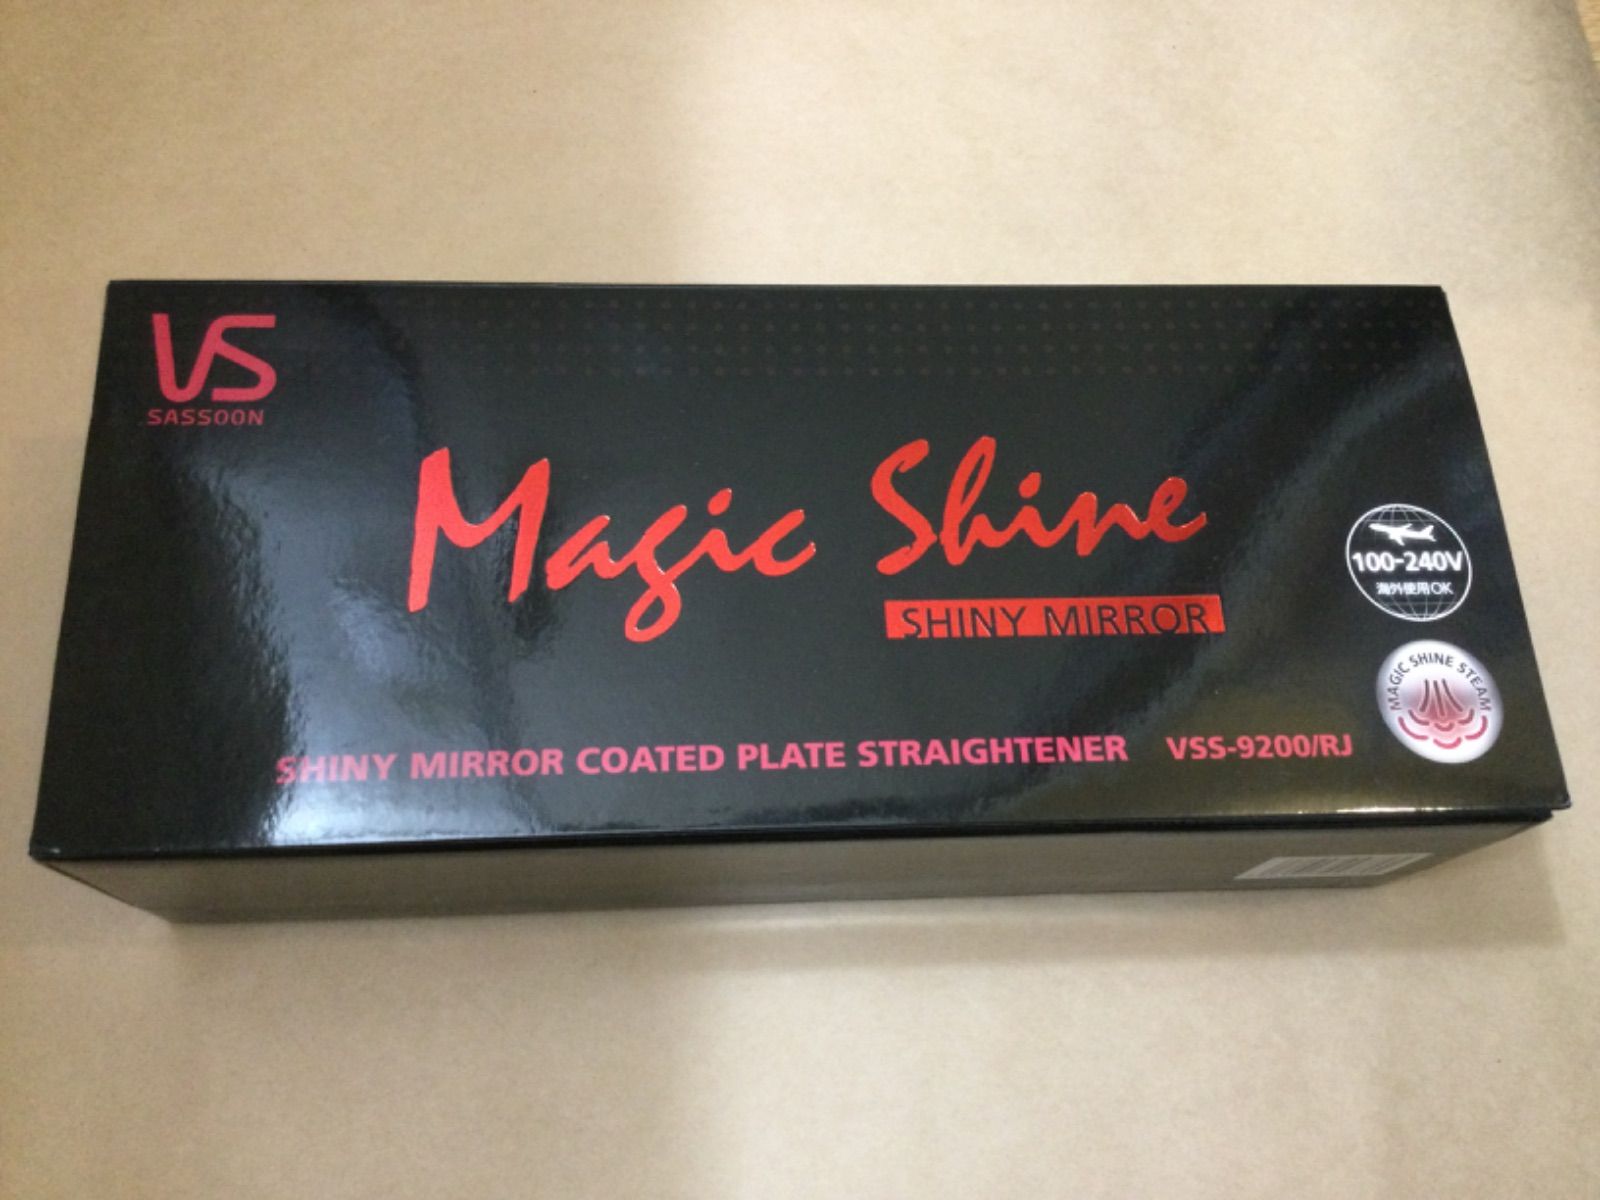 VS
SASSOON
Magic Shine
SHINY MIRROR
100-240V
海外使用OK
MAGIC SHINE STEAM
SHINY MIRROR COATED PLATE STRAIGHTENER VSS-9200/RJ